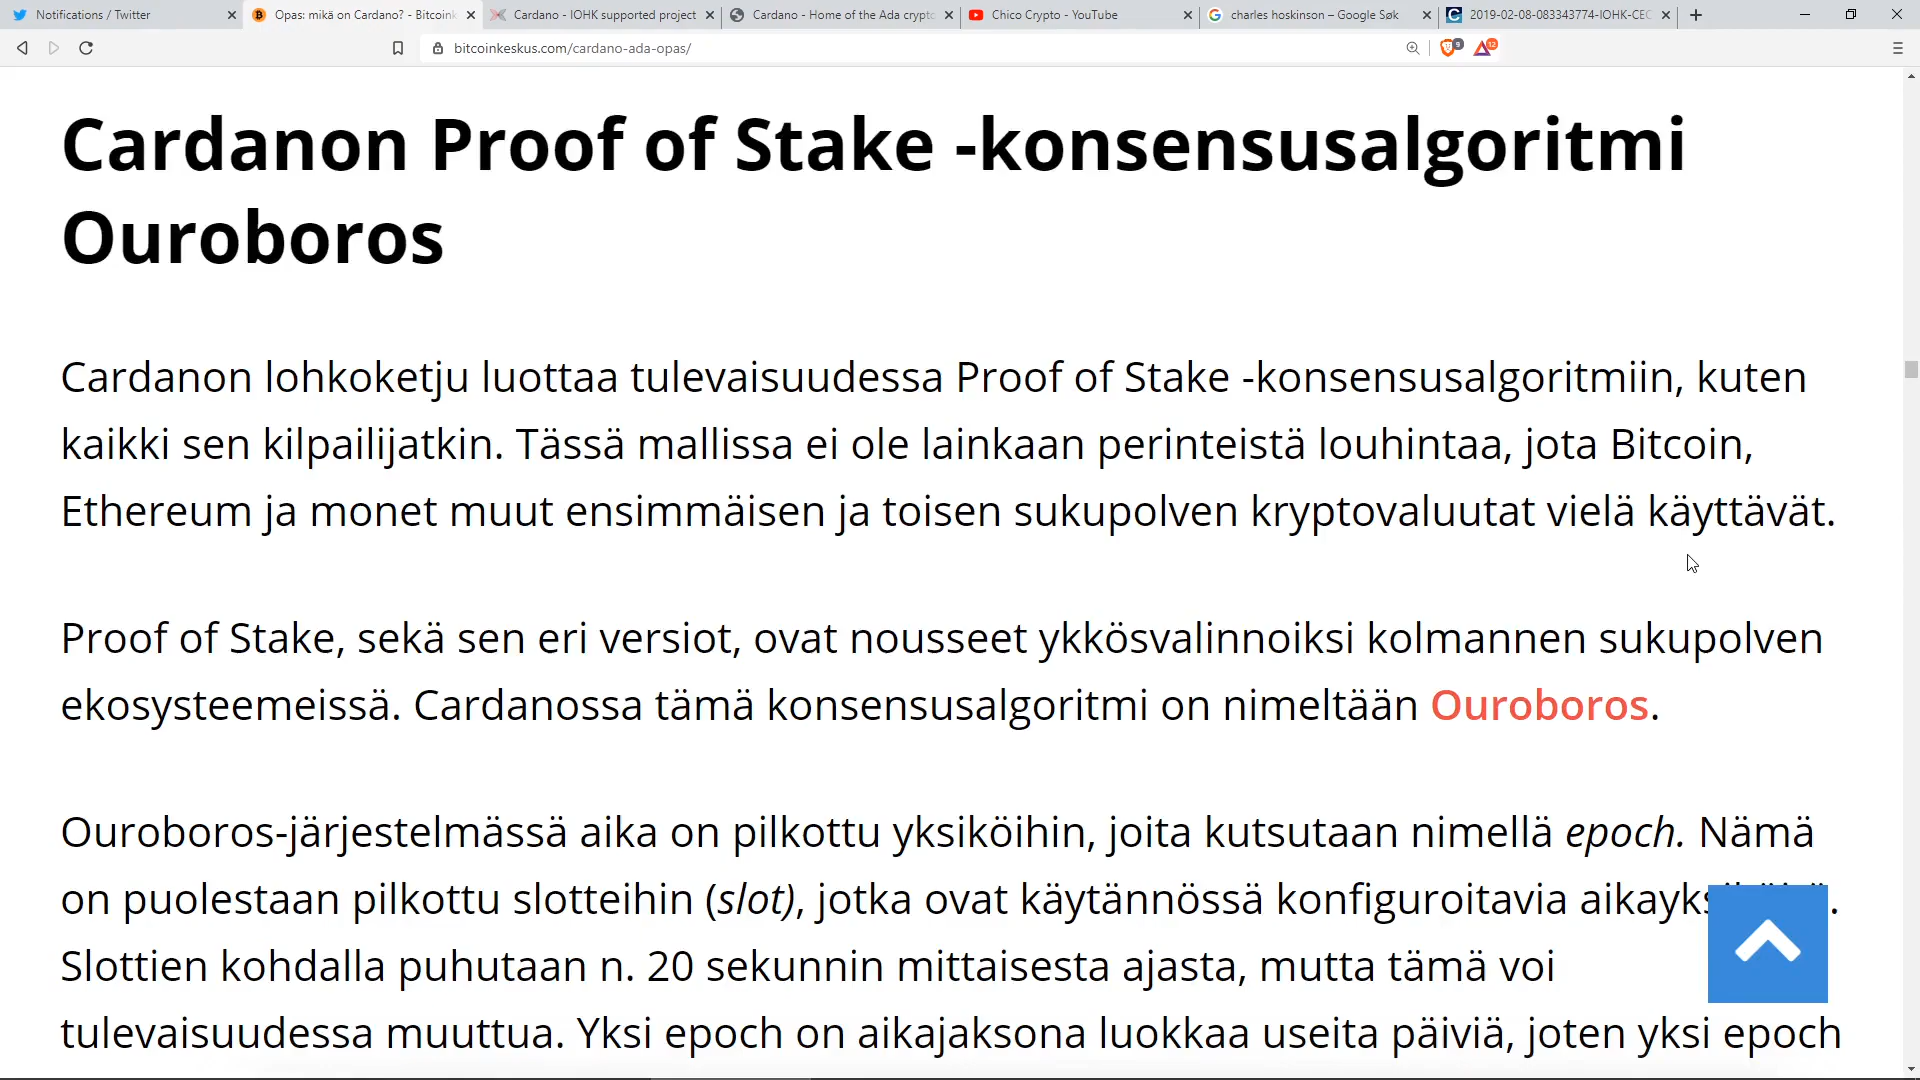 Notifications / Twitter
Opas: mikä on Cardano? - Bitcoink
Cardano - IOHK supported project
Cardano - Home of the Ada crypto
Chico Crypto - YouTube
charles hoskinson – Google Søk
2019-02-08-083343774-IOHK-CEO
bitcoinkeskus.com/cardano-ada-opas/
9
12
Cardanon Proof of Stake -konsensusalgoritmi
Ouroboros
Cardanon lohkoketju luottaa tulevaisuudessa Proof of Stake -konsensusalgoritmiin, kuten
kaikki sen kilpailijatkin. Tässä mallissa ei ole lainkaan perinteistä louhintaa, jota Bitcoin,
Ethereum ja monet muut ensimmäisen ja toisen sukupolven kryptovaluutat vielä käyttävät.
Proof of Stake, sekä sen eri versiot, ovat nousseet ykkösvalinnoiksi kolmannen sukupolven
ekosysteemeissä. Cardanossa tämä konsensusalgoritmi on nimeltään Ouroboros.
Ouroboros-järjestelmässä aika on pilkottu yksiköihin, joita kutsutaan nimellä epoch. Nämä
on puolestaan pilkottu slotteihin (slot), jotka ovat käytännössä konfiguroitavia
Slottien kohdalla puhutaan n. 20 sekunnin mittaisesta ajasta, mutta tämä voi
tulevaisuudessa muuttua. Yksi epoch on aikajaksona luokkaa useita päiviä, joten yksi epoch